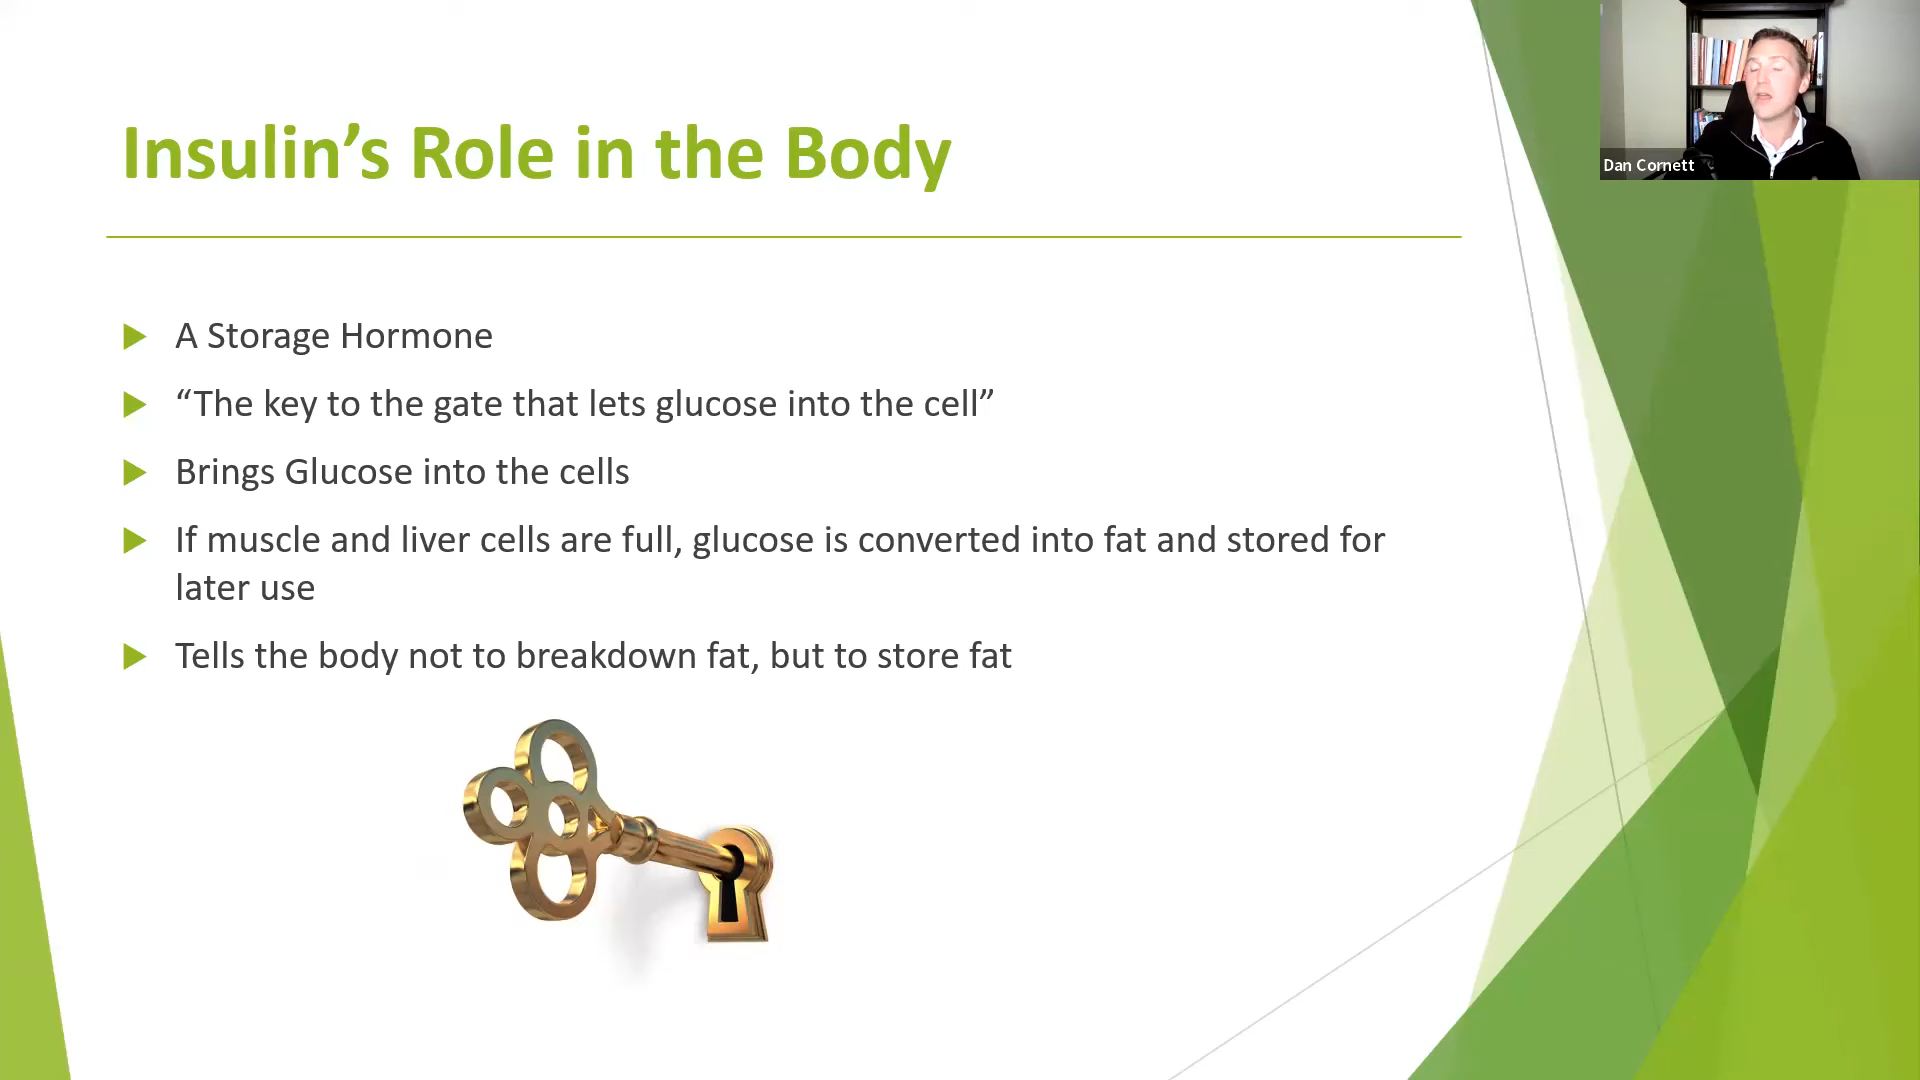 Insulin’s Role in the Body
A Storage Hormone
“The key to the gate that lets glucose into the cell”
Brings Glucose into the cells
If muscle and liver cells are full, glucose is converted into fat and stored for
later use
Tells the body not to breakdown fat, but to store fat
Dan Cornett